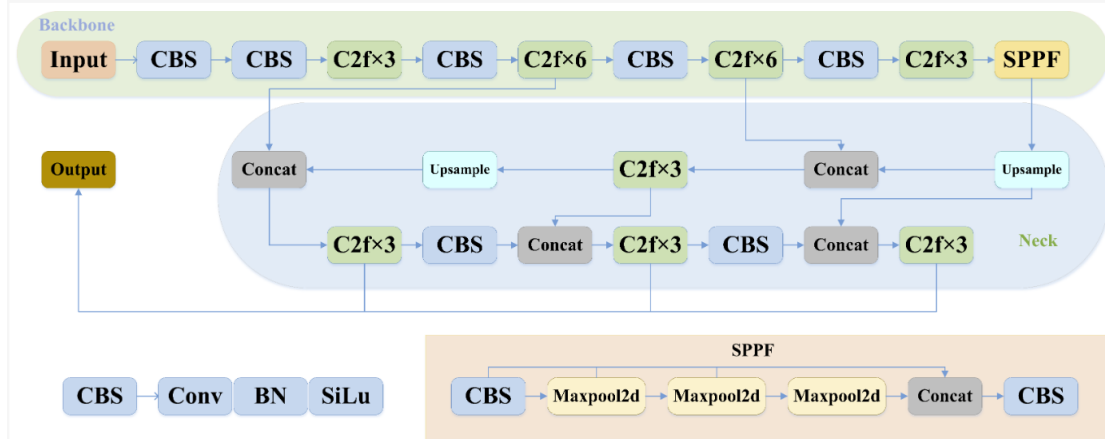 Backbone
Input CBS CBS C2f×3 CBS C2f×6 CBS C2f×6 CBS C2f×3 SPPF
Output Concat Upsample C2f×3 Concat Upsample
C2f×3 CBS Concat C2f×3 CBS Concat C2f×3 Neck
SPPF
CBS Conv BN SiLu CBS Maxpool2d Maxpool2d Maxpool2d Concat CBS